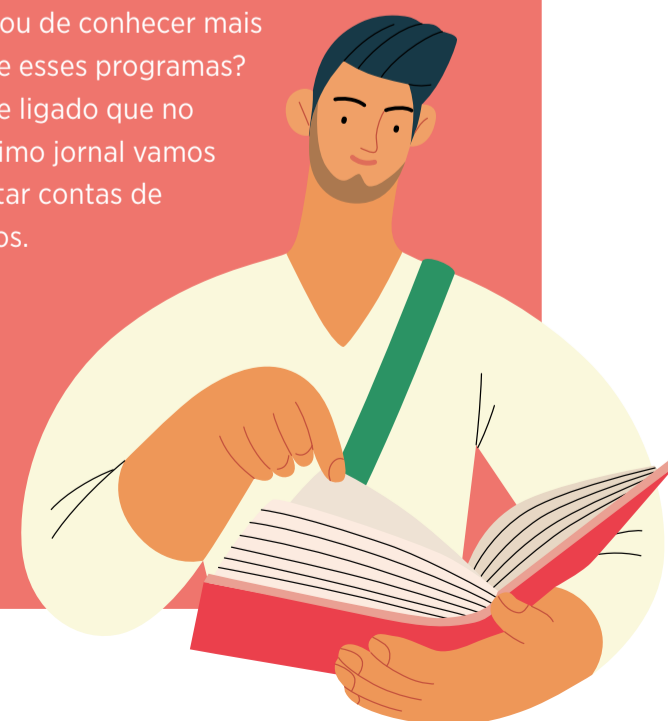 ou de conhecer mais
e esses programas?
e ligado que no
imo jornal vamos
tar contas de
os.